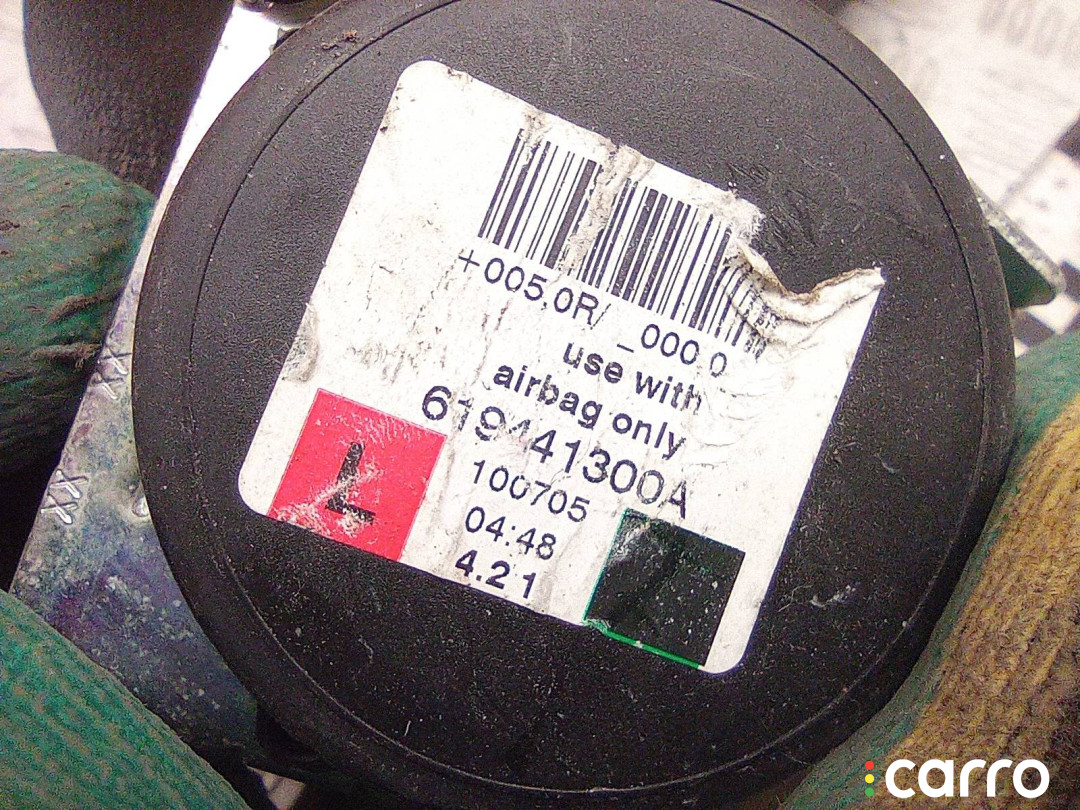 +005.0R/ _000.0
use with
airbag only
619441300A
100705
04:48
4.21
L
carro